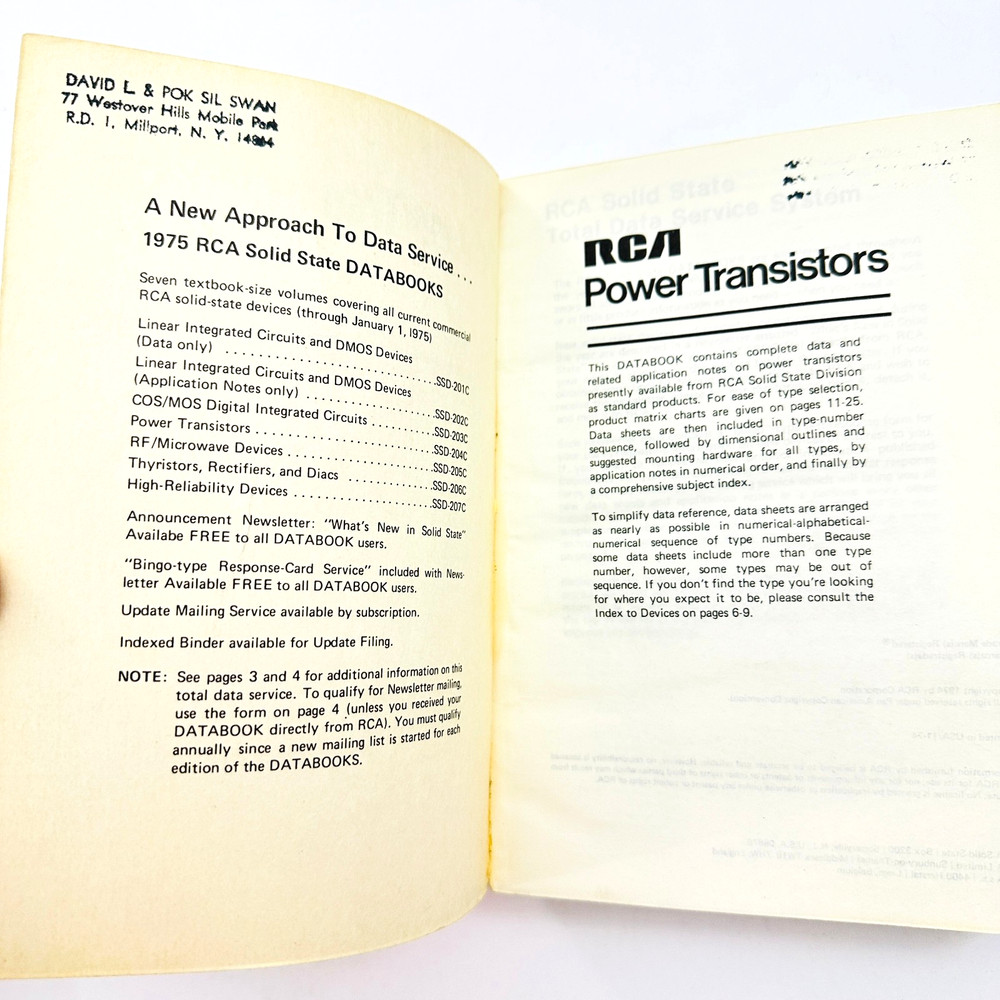 DAVID L. & POK SIL SWAN
77 Westover Hills Mobile Park
R.D. 1, Millport, N. Y.
A New Approach To Data Service . . .
1975 RCA Solid State DATABOOKS
Seven textbook-size volumes covering all current commercial
RCA solid-state devices (through January 1, 1975)
Linear Integrated Circuits and DMOS Devices
(Data only) . . . . . . . . . . . . . . . . . . . . . . . . . SSD-201C
Linear Integrated Circuits and DMOS Devices
(Application Notes only) . . . . . . . . . . . . . . . . . SSD-202C
COS/MOS Digital Integrated Circuits . . . . . . . . . . SSD-203C
Power Transistors . . . . . . . . . . . . . . . . . . . . . . . SSD-204C
RF/Microwave Devices . . . . . . . . . . . . . . . . . . . SSD-205C
Thyristors, Rectifiers, and Diacs . . . . . . . . . . . . SSD-206C
High-Reliability Devices . . . . . . . . . . . . . . . . . . SSD-207C
Announcement Newsletter: "What's New in Solid State"
Availabe FREE to all DATABOOK users.
"Bingo-type Response-Card Service" included with News-
letter Available FREE to all DATABOOK users.
Update Mailing Service available by subscription.
Indexed Binder available for Update Filing.
NOTE: See pages 3 and 4 for additional information on this
total data service. To qualify for Newsletter mailing,
use the form on page 4 (unless you received your
DATABOOK directly from RCA). You must qualify
annually since a new mailing list is started for each
edition of the DATABOOKS.
RCA Solid State
Total Data Service System
RCA
Power Transistors
This DATABOOK contains complete data and
related application notes on power transistors
presently available from RCA Solid State Division
as standard products. For ease of type selection,
product matrix charts are given on pages 11-25.
Data sheets are then included in type-number
sequence, followed by dimensional outlines and
suggested mounting hardware for all types, by
application notes in numerical order, and finally by
a comprehensive subject index.
To simplify data reference, data sheets are arranged
as nearly as possible in numerical-alphabetical-
numerical sequence of type numbers. Because
some data sheets include more than one type
number, however, some types may be out of
sequence. If you don't find the type you're looking
for where you expect it to be, please consult the
Index to Devices on pages 6-9.